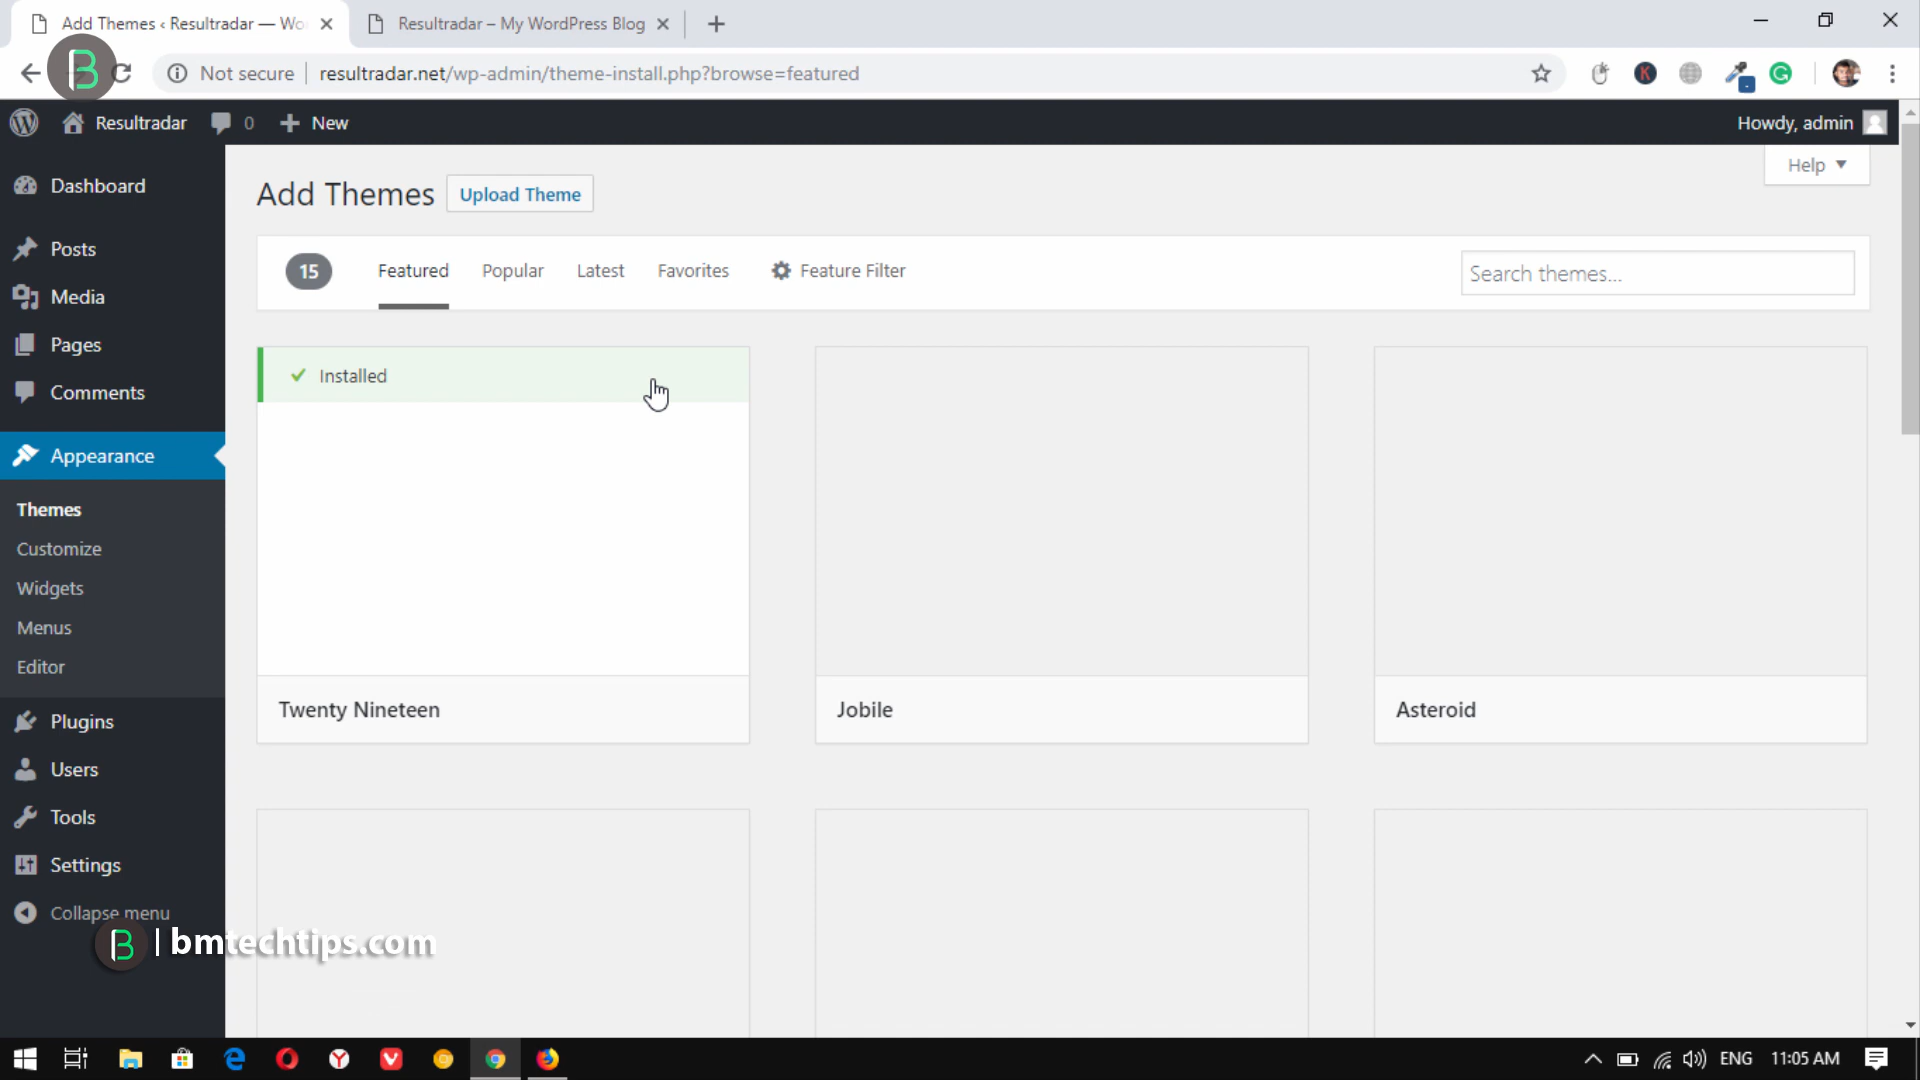 Add Themes ‹ Resultradar — Wo
Resultradar – My WordPress Blog
Not secure
resultradar.net/wp-admin/theme-install.php?browse=featured
Resultradar
0
New
Howdy, admin
Help
Dashboard
Posts
Media
Pages
Comments
Appearance
Themes
Customize
Widgets
Menus
Editor
Plugins
Users
Tools
Settings
Collapse menu
Add Themes
Upload Theme
15
Featured
Popular
Latest
Favorites
Feature Filter
Search themes...
Installed
Twenty Nineteen
Jobile
Asteroid
B | bmtechtips.com
ENG
11:05 AM